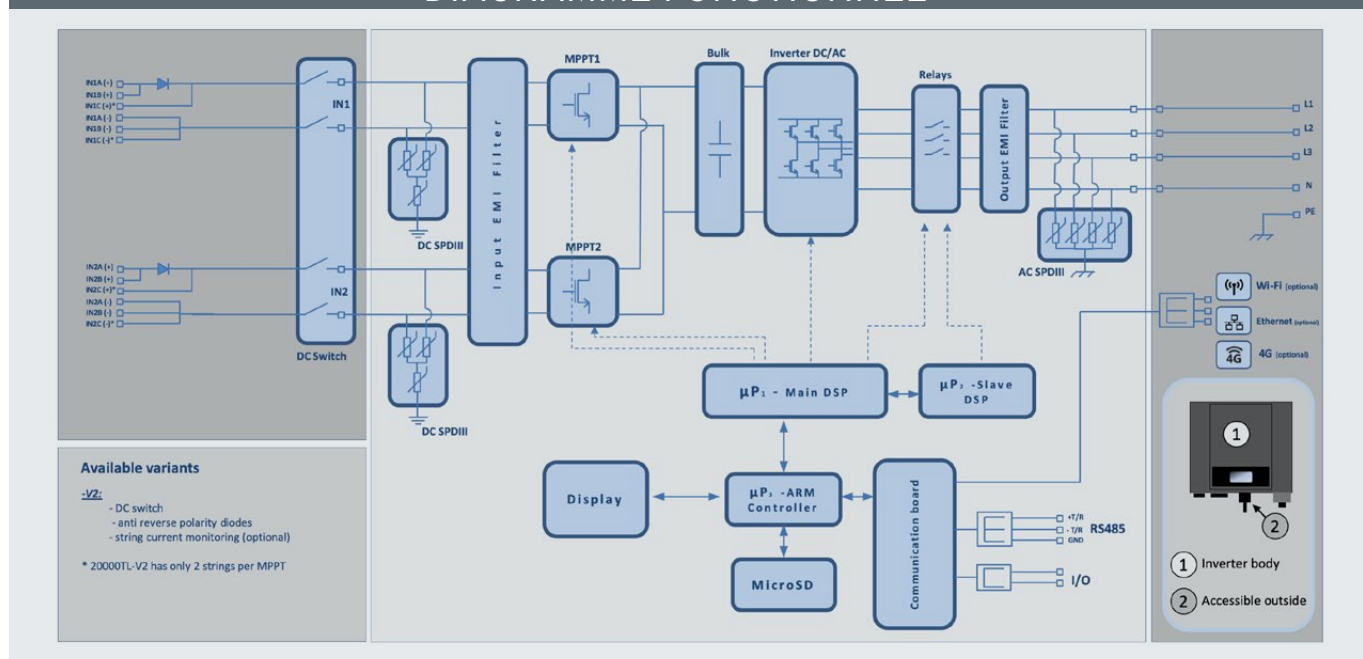 IN1A (+)
IN1B (+)
IN1C (+)*
IN1A (-)
IN1B (-)
IN1C (-)*
IN1
IN2A (+)
IN2B (+)
IN2C (+)*
IN2A (-)
IN2B (-)
IN2C (-)*
IN2
DC Switch
DC SPDIII
DC SPDIII
Input EMI Filter
MPPT1
MPPT2
Bulk
Inverter DC/AC
Relays
Output EMI Filter
AC SPDIII
L1
L2
L3
N
PE
Wi-Fi (optional)
Ethernet (optional)
4G
4G (optional)
µP₁ - Main DSP
-Slave
DSP
-ARM
Controller
Display
MicroSD
Communication board
+T/R
- T/R
GND
RS485
I/O
Available variants
-V2:
- DC switch
- anti reverse polarity diodes
- string current monitoring (optional)
* 20000TL-V2 has only 2 strings per MPPT
1
2
1 Inverter body
2 Accessible outside